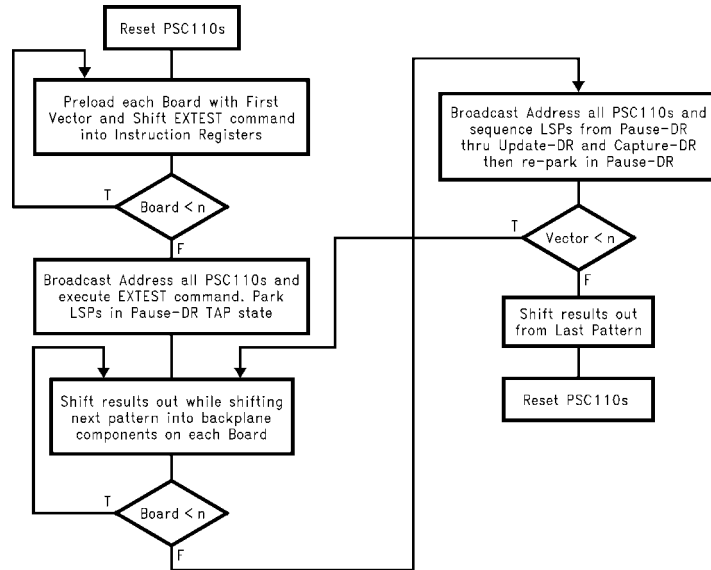 Reset PSC110s
Preload each Board with First
Vector and Shift EXTEST command
into Instruction Registers
T
Board < n
F
Broadcast Address all PSC110s and
execute EXTEST command. Park
LSPs in Pause-DR TAP state
Shift results out while shifting
next pattern into backplane
components on each Board
T
Board < n
F
Broadcast Address all PSC110s and
sequence LSPs from Pause-DR
thru Update-DR and Capture-DR
then re-park in Pause-DR
T
Vector < n
F
Shift results out
from Last Pattern
Reset PSC110s